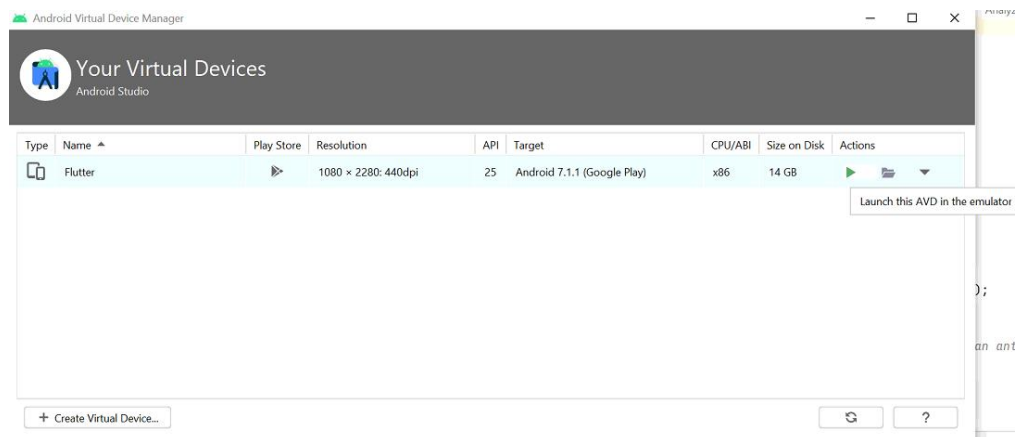 Android Virtual Device Manager
Your Virtual Devices
Android Studio
Type Name Play Store Resolution API Target CPU/ABI Size on Disk Actions
Flutter 1080 × 2280: 440dpi 25 Android 7.1.1 (Google Play) x86 14 GB
Launch this AVD in the emulator
);
an ant
+ Create Virtual Device...
?